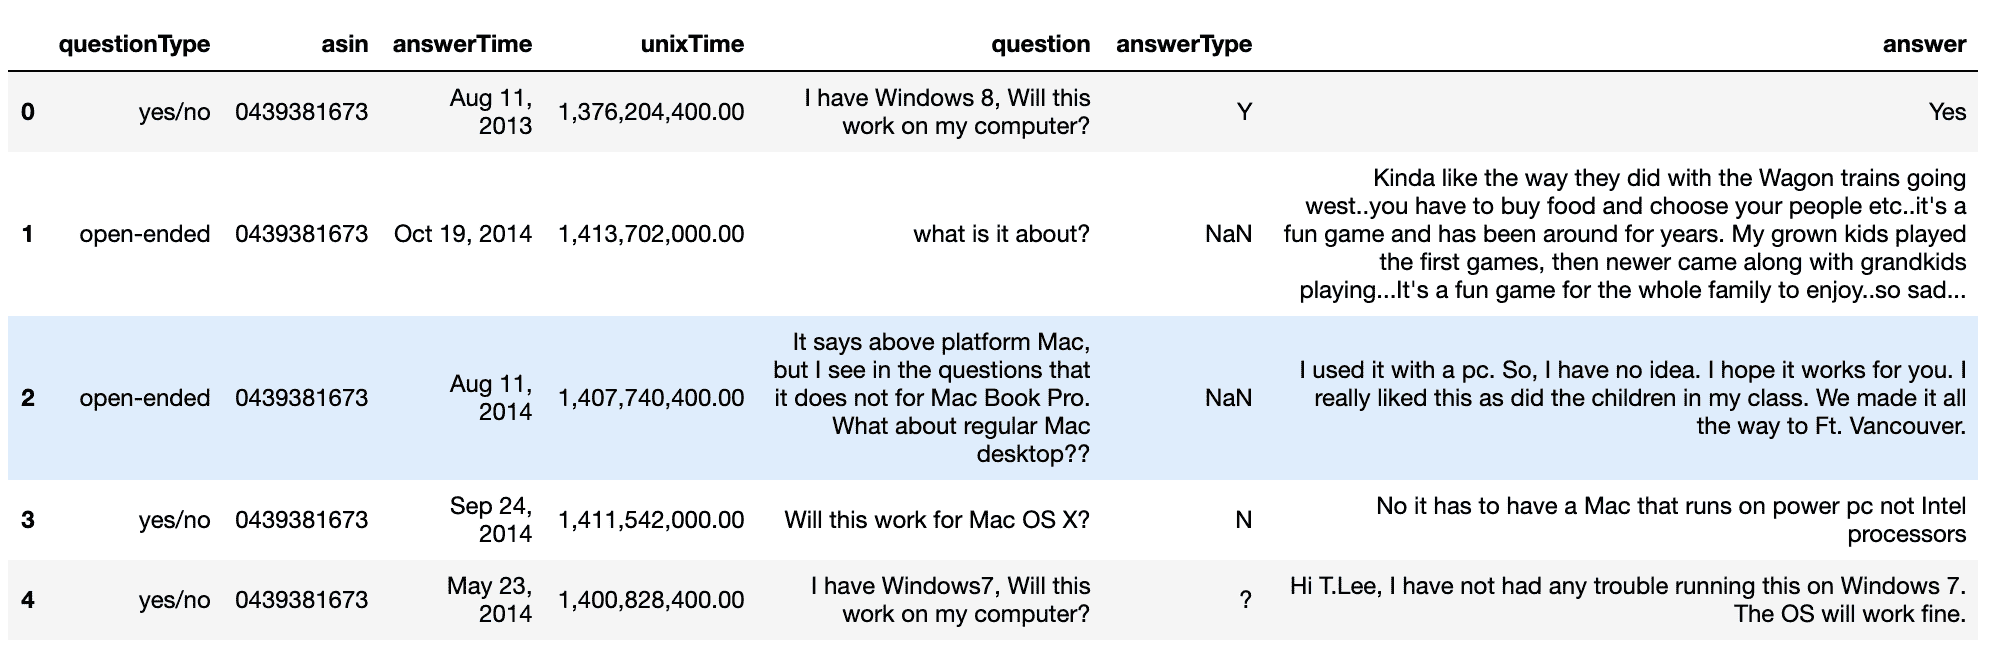 questionType asin answerTime unixTime question answerType answer
0 yes/no 0439381673 Aug 11, 2013 1,376,204,400.00 I have Windows 8, Will this work on my computer? Y Yes
1 open-ended 0439381673 Oct 19, 2014 1,413,702,000.00 what is it about? NaN Kinda like the way they did with the Wagon trains going west..you have to buy food and choose your people etc..it's a fun game and has been around for years. My grown kids played the first games, then newer came along with grandkids playing...It's a fun game for the whole family to enjoy..so sad...
2 open-ended 0439381673 Aug 11, 2014 1,407,740,400.00 It says above platform Mac, but I see in the questions that it does not for Mac Book Pro. What about regular Mac desktop?? NaN I used it with a pc. So, I have no idea. I hope it works for you. I really liked this as did the children in my class. We made it all the way to Ft. Vancouver.
3 yes/no 0439381673 Sep 24, 2014 1,411,542,000.00 Will this work for Mac OS X? N No it has to have a Mac that runs on power pc not Intel processors
4 yes/no 0439381673 May 23, 2014 1,400,828,400.00 I have Windows7, Will this work on my computer? ? Hi T.Lee, I have not had any trouble running this on Windows 7. The OS will work fine.